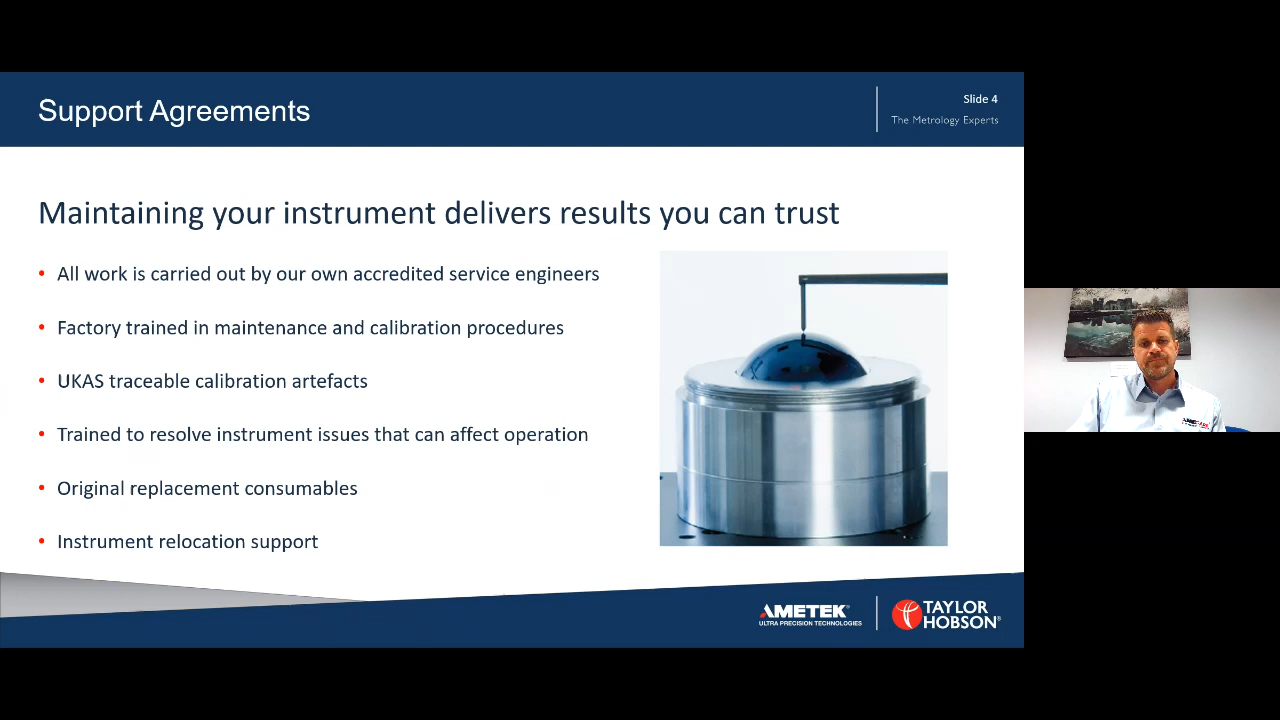 Support Agreements
Slide 4
The Metrology Experts
Maintaining your instrument delivers results you can trust
• All work is carried out by our own accredited service engineers
• Factory trained in maintenance and calibration procedures
• UKAS traceable calibration artefacts
• Trained to resolve instrument issues that can affect operation
• Original replacement consumables
• Instrument relocation support
AMETEK®
ULTRA PRECISION TECHNOLOGIES
TAYLOR
HOBSON®